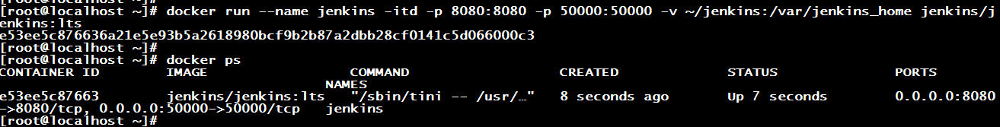 [root@localhost ~]# docker run --name jenkins -itd -p 8080:8080 -p 50000:50000 -v ~/jenkins:/var/jenkins_home jenkins/j
enkins:lts
e53ee5c876636a21e5e93b5a2618980bcf9b2b87a2dbb28cf0141c5d066000c3
[root@localhost ~]#
[root@localhost ~]# docker ps
CONTAINER ID        IMAGE                 COMMAND                  CREATED             STATUS              PORTS
                    NAMES
e53ee5c87663        jenkins/jenkins:lts   "/sbin/tini -- /usr/…"   8 seconds ago       Up 7 seconds        0.0.0.0:8080
->8080/tcp, 0.0.0.0:50000->50000/tcp   jenkins
[root@localhost ~]#